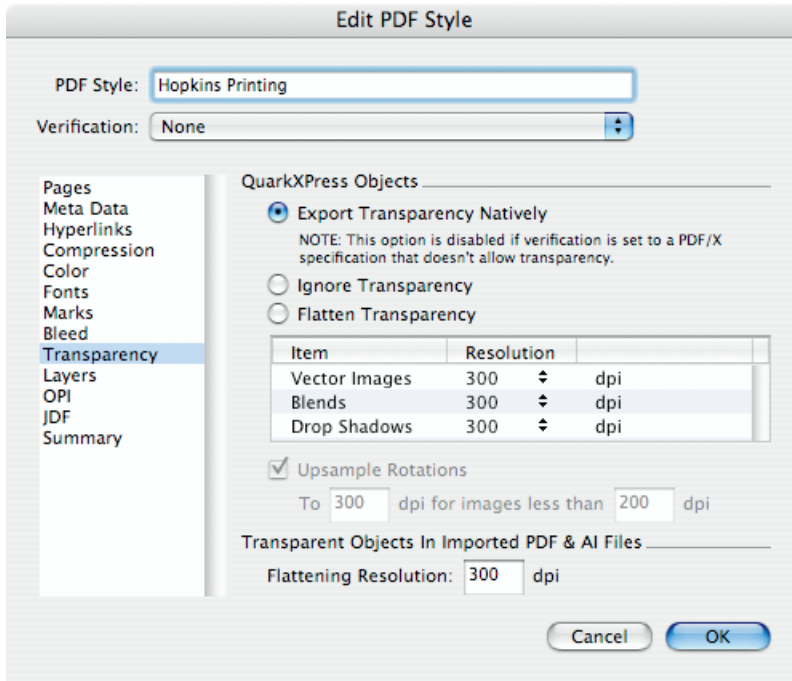 Edit PDF Style
PDF Style: Hopkins Printing
Verification: None
Pages
Meta Data
Hyperlinks
Compression
Color
Fonts
Marks
Bleed
Transparency
Layers
OPI
JDF
Summary
QuarkXPress Objects
Export Transparency Natively
NOTE: This option is disabled if verification is set to a PDF/X
specification that doesn't allow transparency.
Ignore Transparency
Flatten Transparency
Item Resolution
Vector Images 300 dpi
Blends 300 dpi
Drop Shadows 300 dpi
Upsample Rotations
To 300 dpi for images less than 200 dpi
Transparent Objects In Imported PDF & AI Files
Flattening Resolution: 300 dpi
Cancel OK